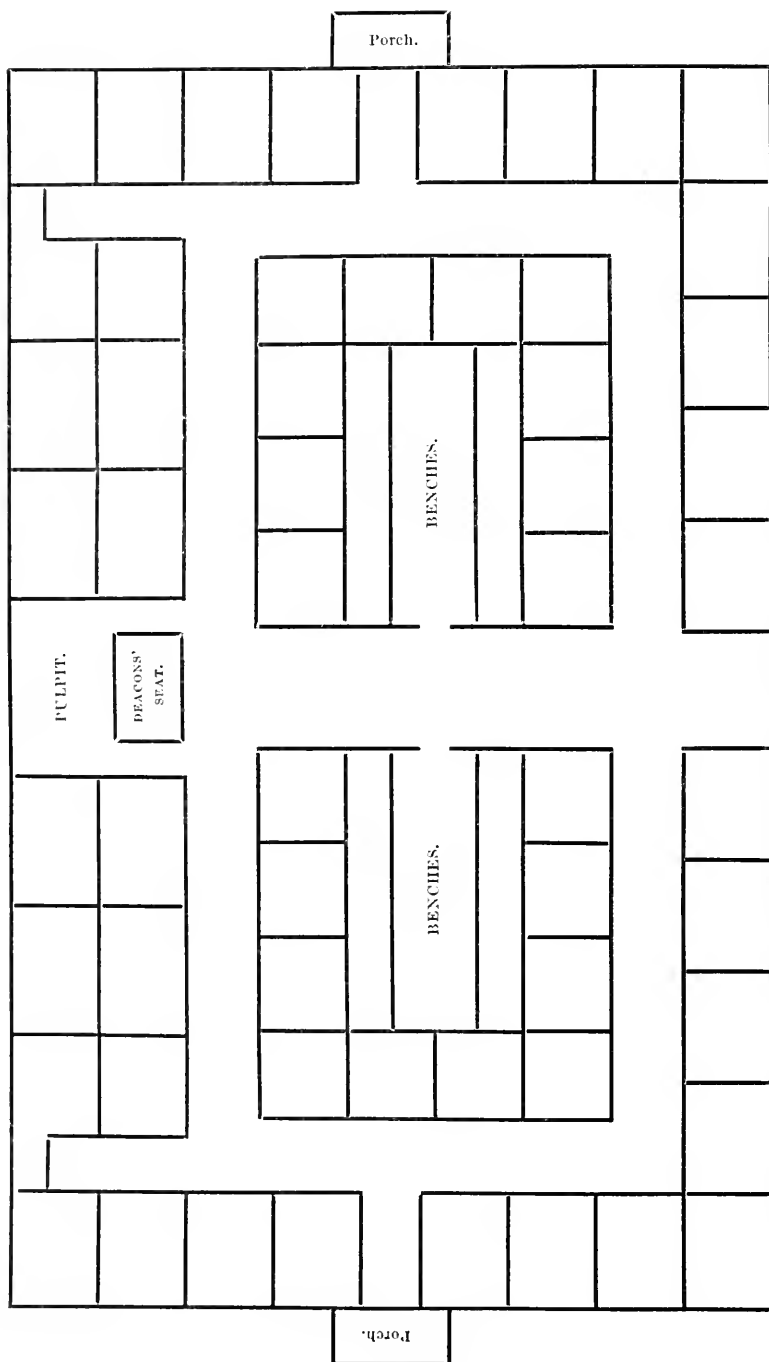 Porch.
BENCHES.
PULPIT.
DEACONS'
SEAT.
BENCHES.
Porch.